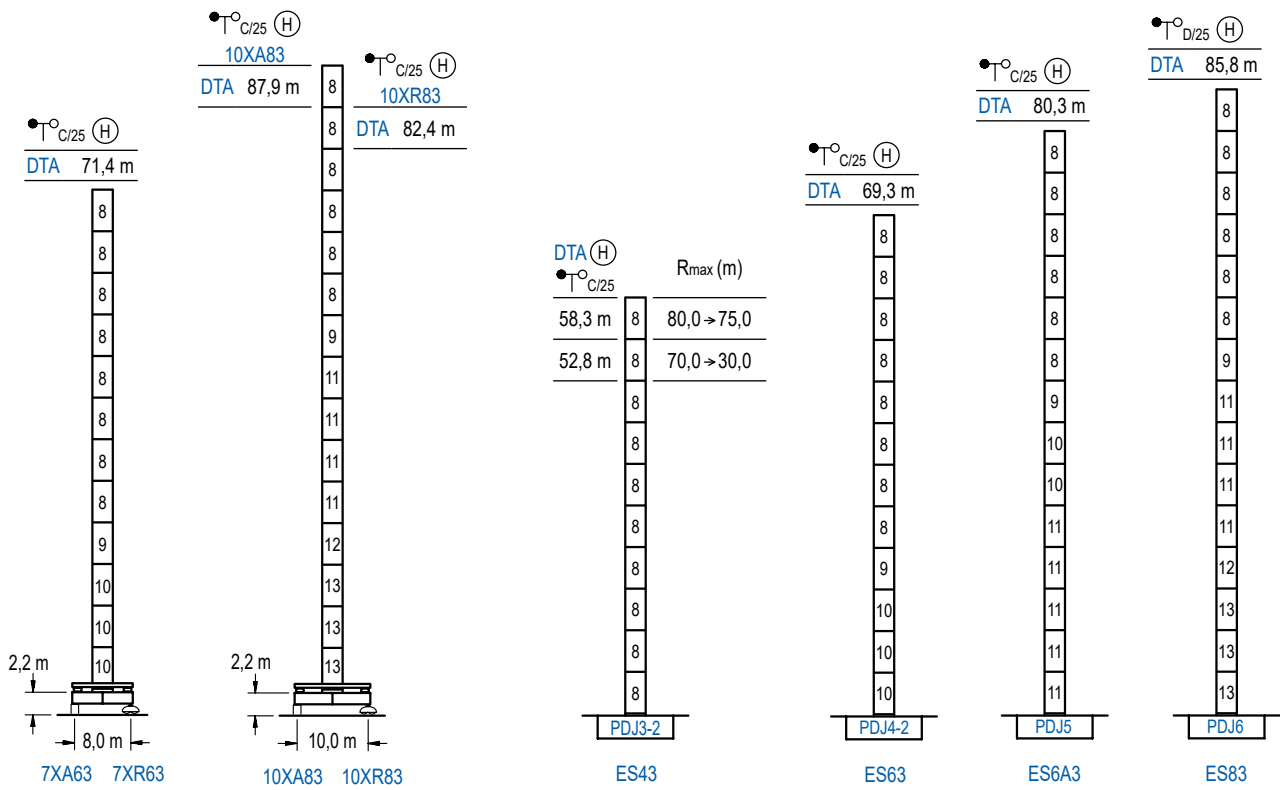 C/25 H
DTA 71,4 m
8
8
8
8
8
8
8
8
9
10
10
10
2,2 m
8,0 m
7XA63 7XR63
C/25 H
10XA83
DTA 87,9 m
C/25 H
10XR83
DTA 82,4 m
8
8
8
8
8
8
9
11
11
11
11
12
13
13
13
2,2 m
10,0 m
10XA83 10XR83
DTA H
C/25
Rmax (m)
58,3 m 8 80,0→75,0
52,8 m 8 70,0→30,0
8
8
8
8
8
8
8
8
PDJ3-2
ES43
C/25 H
DTA 69,3 m
8
8
8
8
8
8
8
8
9
10
10
10
PDJ4-2
ES63
C/25 H
DTA 80,3 m
8
8
8
8
8
8
9
10
10
11
11
11
11
11
PDJ5
ES6A3
D/25 H
DTA 85,8 m
8
8
8
8
8
8
9
11
11
11
11
12
13
13
13
PDJ6
ES83